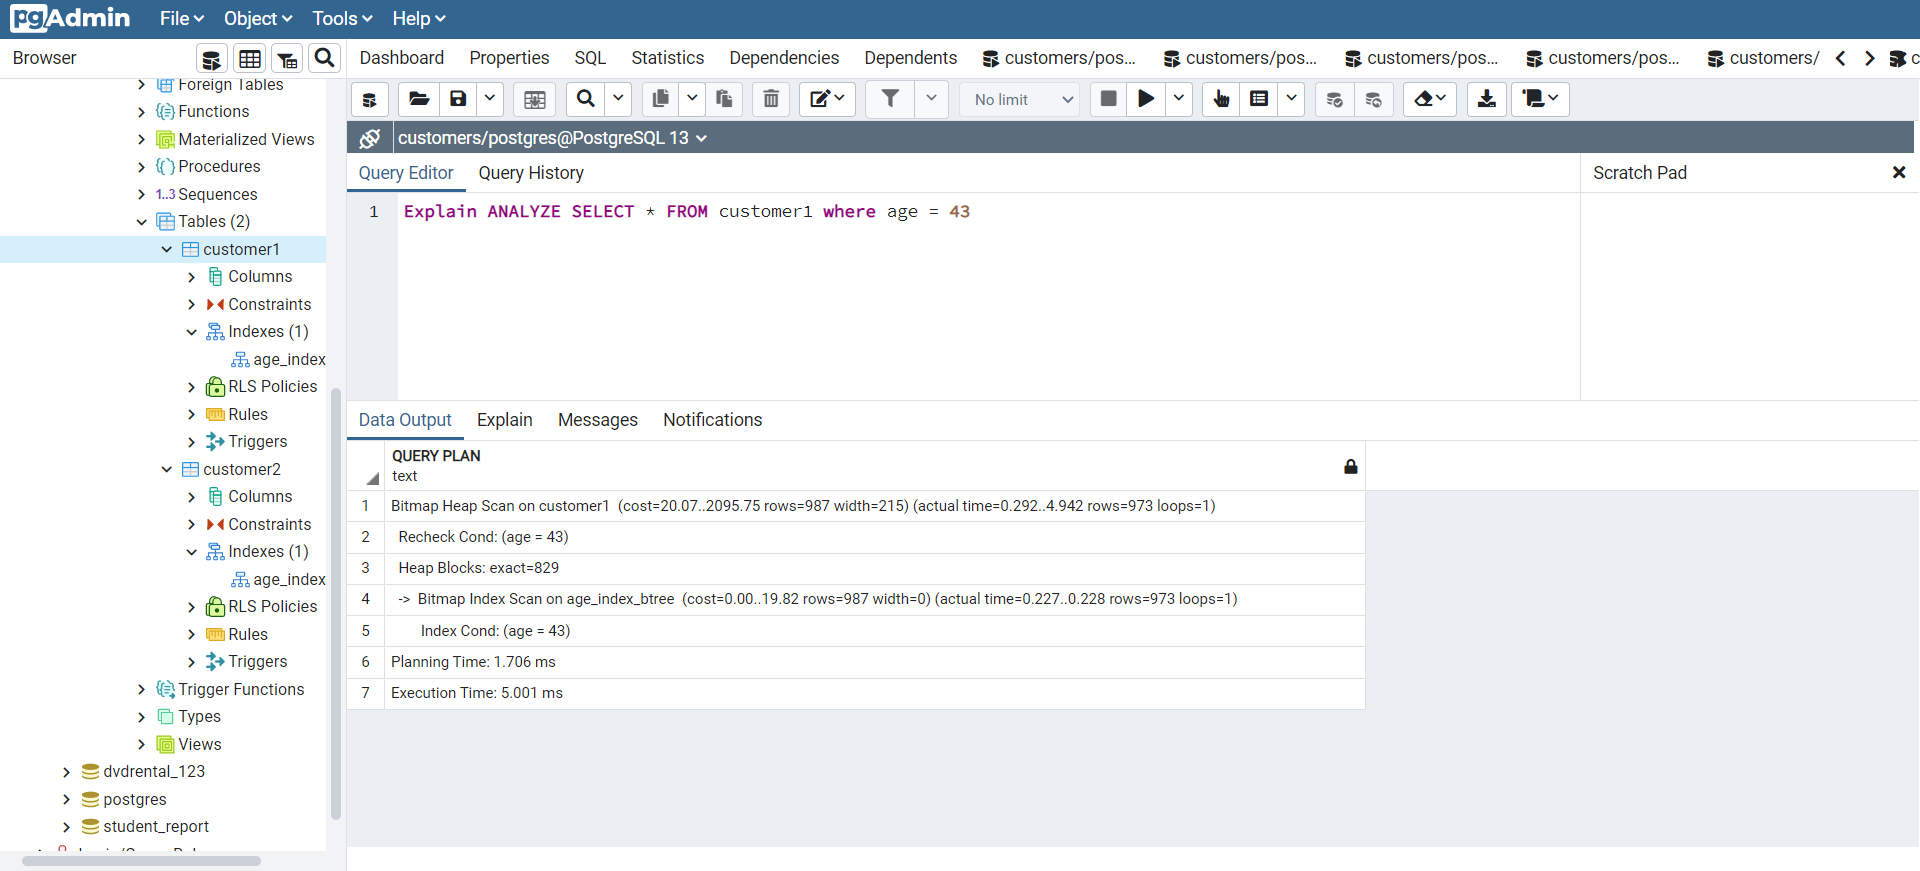 pgAdmin File Object Tools Help
Browser
Dashboard Properties SQL Statistics Dependencies Dependents customers/pos... customers/pos... customers/pos... customers/pos... customers/ c
No limit
customers/postgres@PostgreSQL 13
Query Editor Query History
Scratch Pad
1 Explain ANALYZE SELECT * FROM customer1 where age = 43
Foreign Tables
Functions
Materialized Views
Procedures
1..3 Sequences
Tables (2)
customer1
Columns
Constraints
Indexes (1)
age_index
RLS Policies
Rules
Triggers
customer2
Columns
Constraints
Indexes (1)
age_index
RLS Policies
Rules
Triggers
Trigger Functions
Types
Views
dvdrental_123
postgres
student_report
Data Output Explain Messages Notifications
QUERY PLAN
text
1 Bitmap Heap Scan on customer1 (cost=20.07..2095.75 rows=987 width=215) (actual time=0.292..4.942 rows=973 loops=1)
2 Recheck Cond: (age = 43)
3 Heap Blocks: exact=829
4 -> Bitmap Index Scan on age_index_btree (cost=0.00..19.82 rows=987 width=0) (actual time=0.227..0.228 rows=973 loops=1)
5 Index Cond: (age = 43)
6 Planning Time: 1.706 ms
7 Execution Time: 5.001 ms